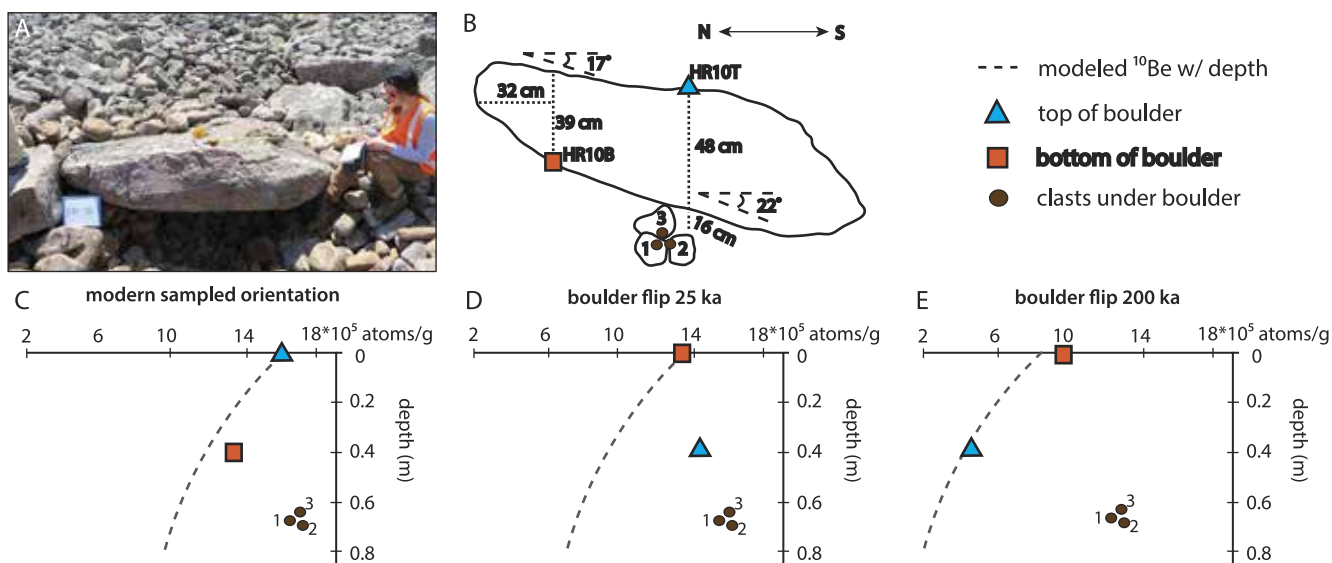 A
B
N S
17°
HR10T
32 cm
39 cm
HR10B
48 cm
22°
16 cm
3
1 2
modeled ¹⁰Be w/ depth
top of boulder
bottom of boulder
clasts under boulder
C modern sampled orientation
2 6 10 14 18*10⁵ atoms/g
0
0.2
0.4
0.6
0.8
depth (m)
3
1
2
D boulder flip 25 ka
2 6 10 14 18*10⁵ atoms/g
0
0.2
0.4
0.6
0.8
depth (m)
3
1
2
E boulder flip 200 ka
2 6 10 14 18*10⁵ atoms/g
0
0.2
0.4
0.6
0.8
depth (m)
3
1
2